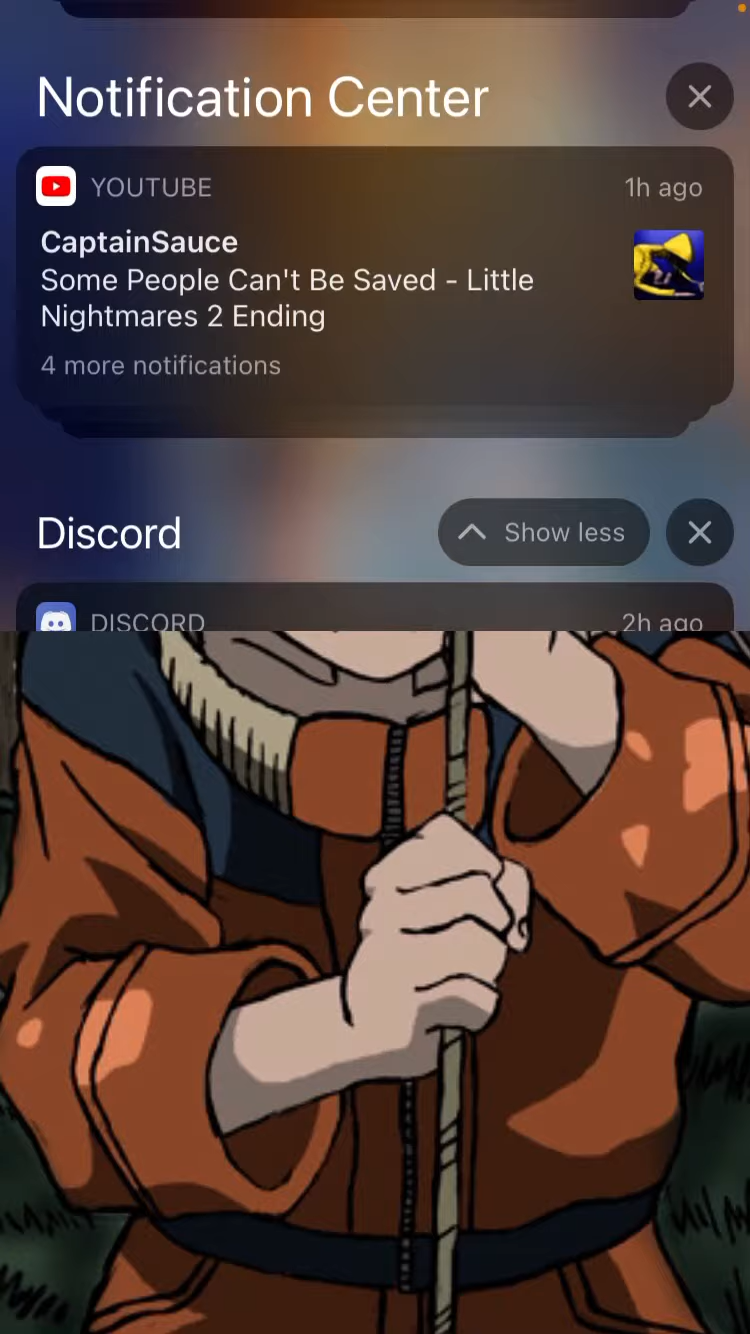 Notification Center
YOUTUBE 1h ago
CaptainSauce
Some People Can't Be Saved - Little
Nightmares 2 Ending
4 more notifications
Discord Show less
DISCORD 2h ago